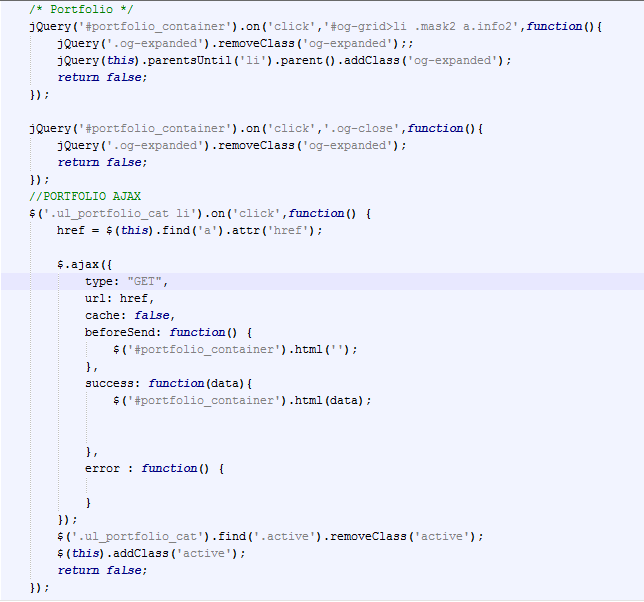 /* Portfolio */
jQuery('#portfolio_container').on('click','#og-grid>li .mask2 a.info2',function(){
    jQuery('.og-expanded').removeClass('og-expanded');;
    jQuery(this).parentsUntil('li').parent().addClass('og-expanded');
    return false;
});

jQuery('#portfolio_container').on('click','.og-close',function(){
    jQuery('.og-expanded').removeClass('og-expanded');
    return false;
});
//PORTFOLIO AJAX
$('.ul_portfolio_cat li').on('click',function() {
    href = $(this).find('a').attr('href');

    $.ajax({
        type: "GET",
        url: href,
        cache: false,
        beforeSend: function() {
            $('#portfolio_container').html('');
        },
        success: function(data){
            $('#portfolio_container').html(data);


        },
        error : function() {

        }
    });
    $('.ul_portfolio_cat').find('.active').removeClass('active');
    $(this).addClass('active');
    return false;
});